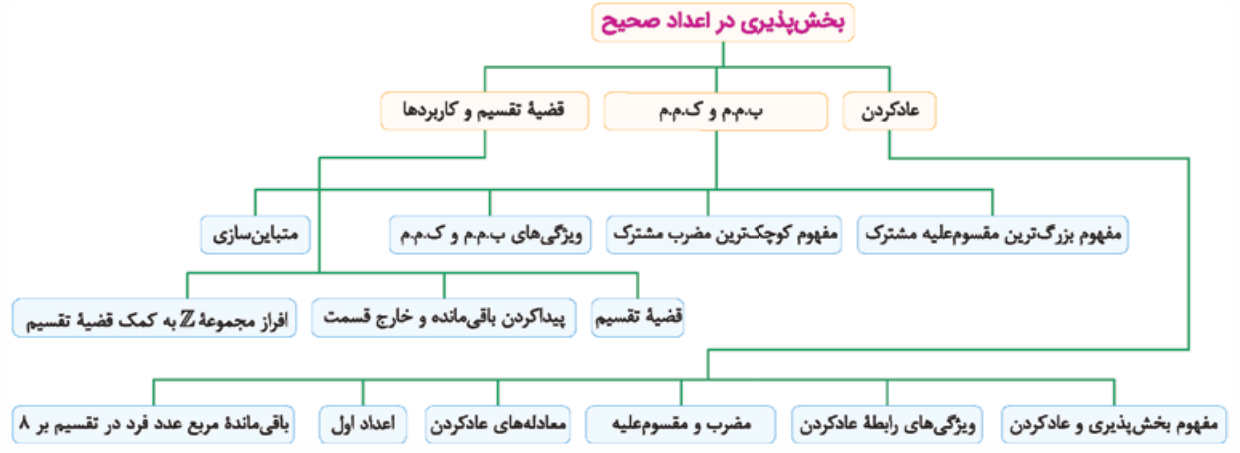 بخش‌پذیری در اعداد صحیح
عادکردن
ب.م.م و ک.م.م
قضیهٔ تقسیم و کاربردها
مفهوم بزرگ‌ترین مقسوم‌علیه مشترک
مفهوم کوچک‌ترین مضرب مشترک
ویژگی‌های ب.م.م و ک.م.م
متباین‌سازی
قضیهٔ تقسیم
پیداکردن باقی‌مانده و خارج قسمت
افراز مجموعهٔ ℤ به کمک قضیهٔ تقسیم
مفهوم بخش‌پذیری و عادکردن
ویژگی‌های رابطهٔ عادکردن
مضرب و مقسوم‌علیه
معادله‌های عادکردن
اعداد اول
باقی‌ماندهٔ مربع عدد فرد در تقسیم بر ۸